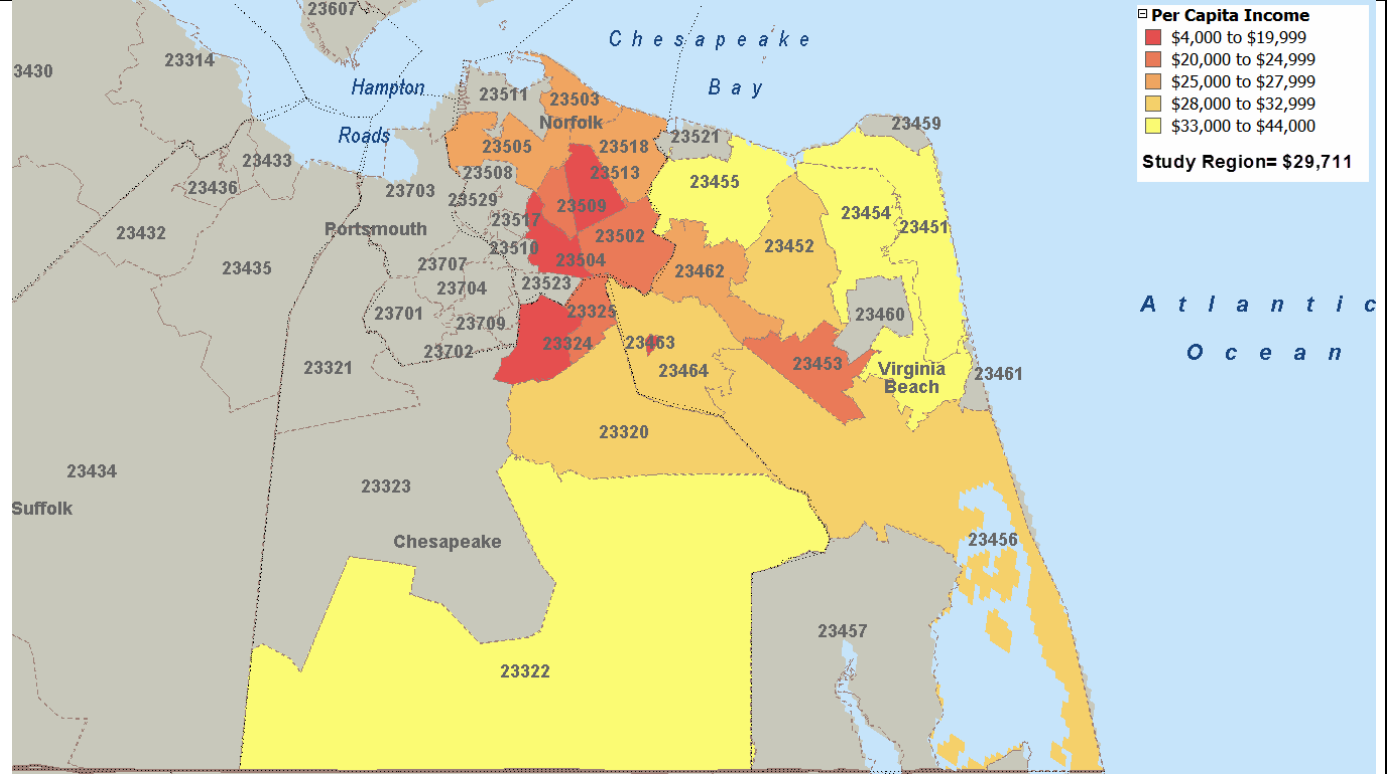 23607
Per Capita Income
$4,000 to $19,999
$20,000 to $24,999
$25,000 to $27,999
$28,000 to $32,999
$33,000 to $44,000
Study Region= $29,711
Chesapeake
Bay
23314
3430
Hampton
Roads
23511
23503
Norfolk
23521
23459
23505
23518
23433
23508
23513
23455
23436
23703
23529
23509
23454
23451
23517
Portsmouth
23432
23510
23502
23452
23435
23707
23504
23462
23704
23523
23701
23709
23325
23460
Atlantic
Ocean
23702
23324
23463
23464
23453
Virginia
Beach
23461
23321
23320
23434
23323
Suffolk
Chesapeake
23456
23457
23322